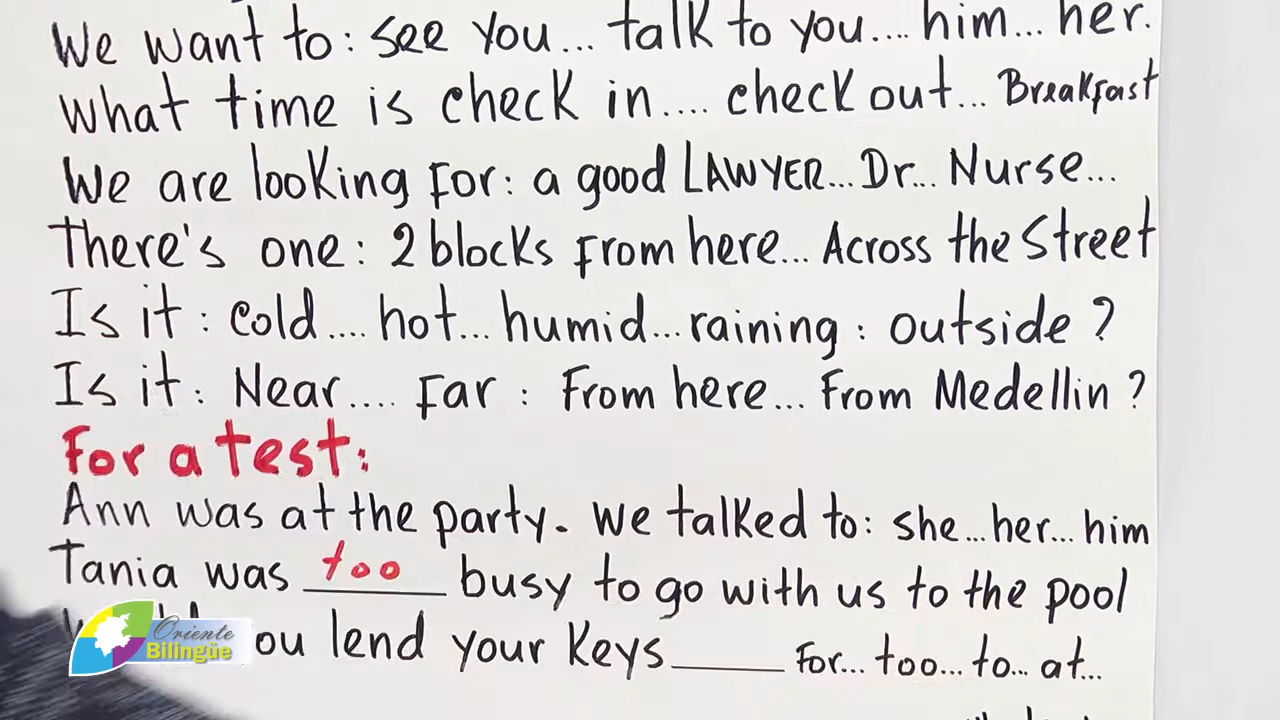 We want to: see you... talk to you.... him... her.
What time is check in.... check out... Breakfast
We are looking for: a good LAWYER... Dr... Nurse...
There's one: 2 blocks from here... Across the Street
Is it: cold.... hot... humid... raining: outside?
Is it: Near.... Far: From here... From Medellin?
For a test:
Ann was at the party. We talked to: she... her... him
Tania was too busy to go with us to the pool
ou lend your keys______ For... too... to... at...
Oriente
Bilingüe